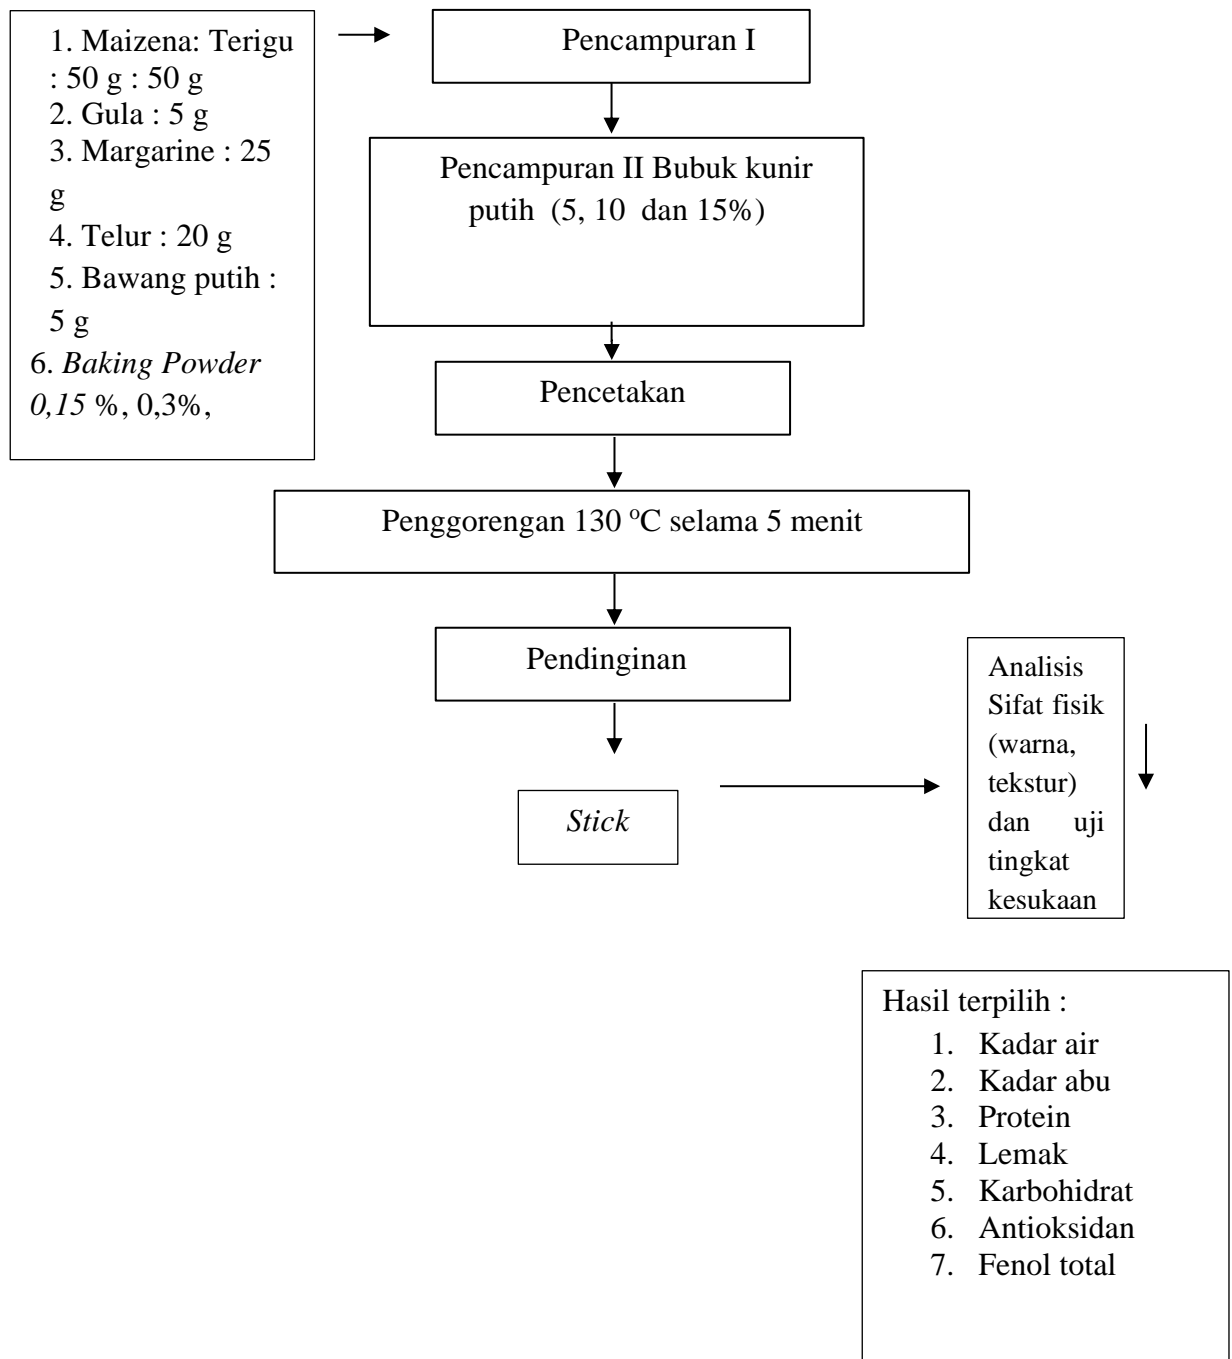 1. Maizena: Terigu
: 50 g : 50 g
2. Gula : 5 g
3. Margarine : 25
g
4. Telur : 20 g
5. Bawang putih :
5 g
6. Baking Powder
0,15 %, 0,3%,
Pencampuran I
Pencampuran II Bubuk kunir
putih (5, 10 dan 15%)
Pencetakan
Penggorengan 130 ºC selama 5 menit
Pendinginan
Stick
Analisis
Sifat fisik
(warna,
tekstur)
dan uji
tingkat
kesukaan
Hasil terpilih :
1. Kadar air
2. Kadar abu
3. Protein
4. Lemak
5. Karbohidrat
6. Antioksidan
7. Fenol total